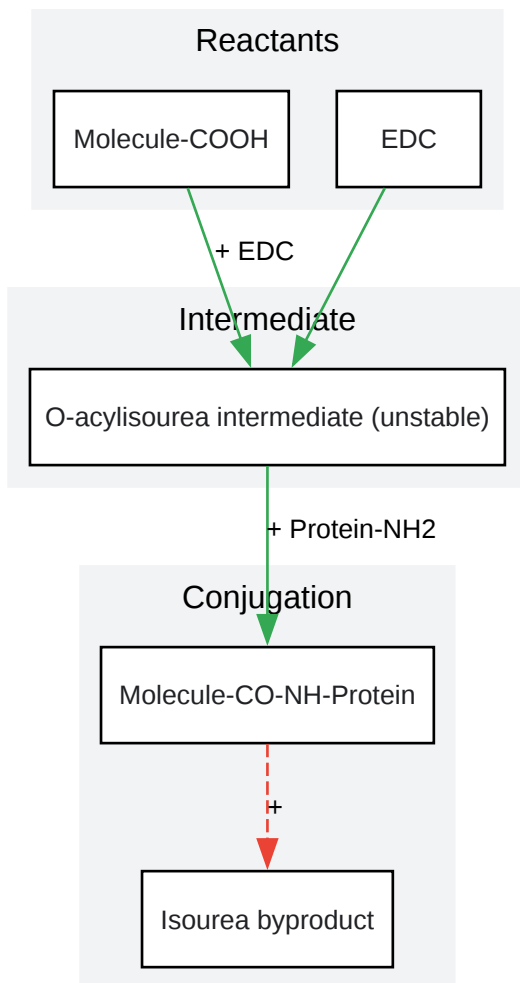 Reactants
Molecule-COOH
EDC
+ EDC
Intermediate
O-acylisourea intermediate (unstable)
+ Protein-NH2
Conjugation
Molecule-CO-NH-Protein
+
Isourea byproduct